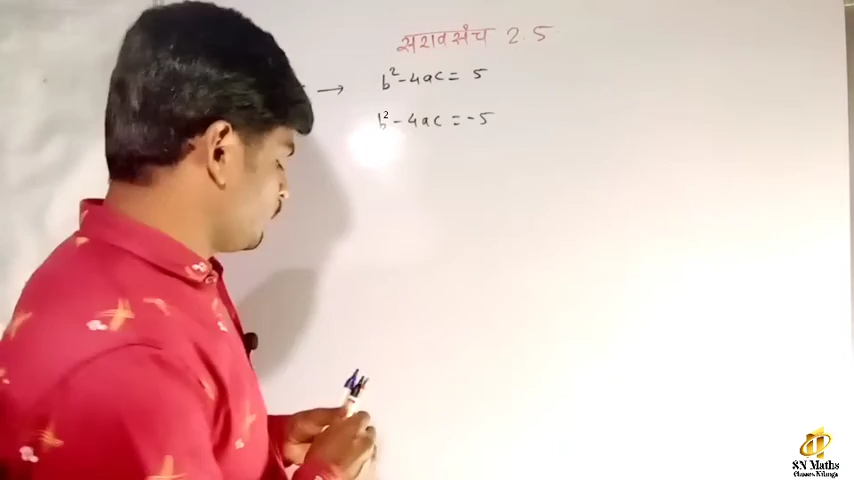 सरावसंच 2.5
→ b²-4ac = 5
b²-4ac = -5
SN Maths
Classes Nilanga